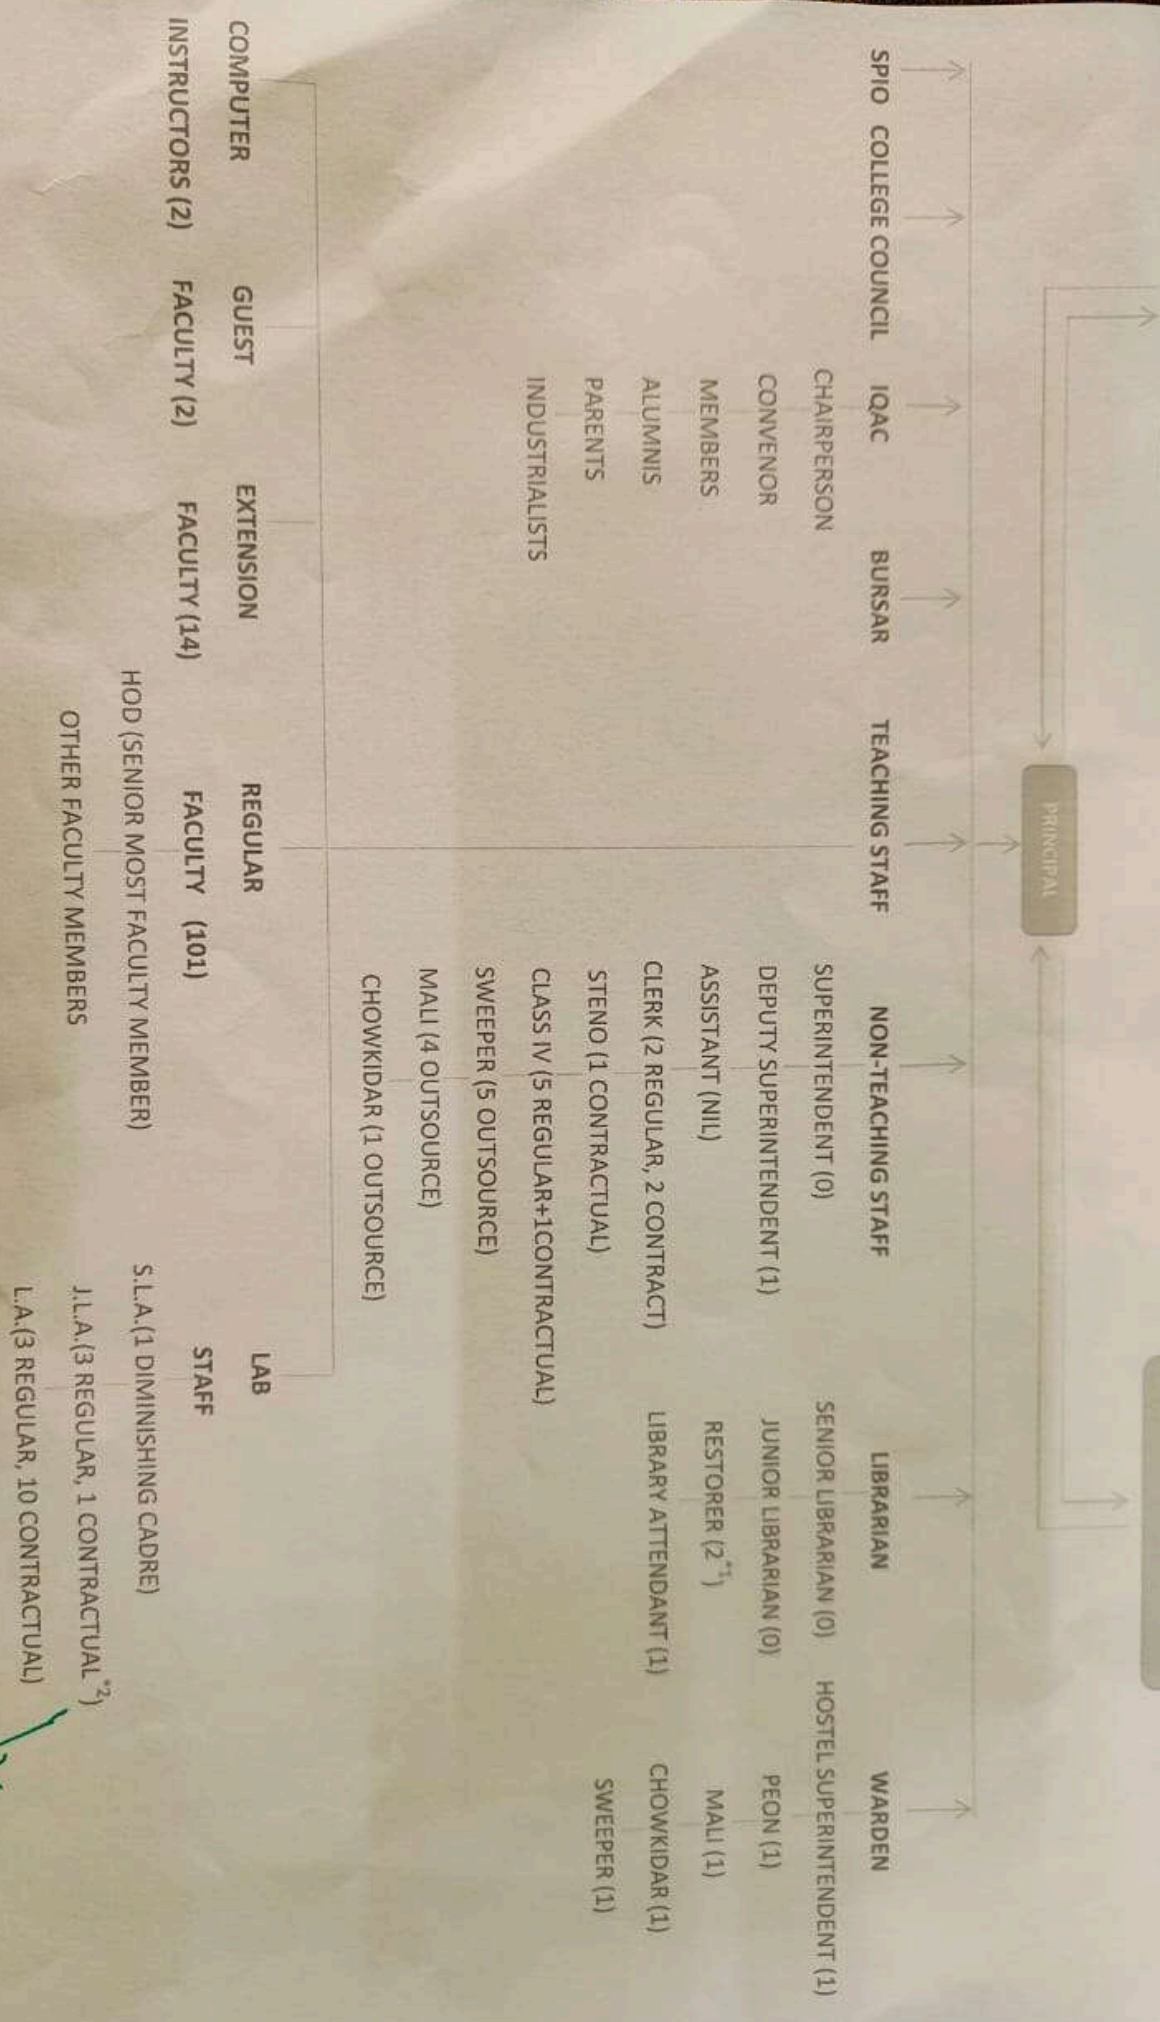 PRINCIPAL
SPIO COLLEGE COUNCIL IQAC BURSAR TEACHING STAFF NON-TEACHING STAFF LIBRARIAN WARDEN
CHAIRPERSON SUPERINTENDENT (0) SENIOR LIBRARIAN (0) HOSTEL SUPERINTENDENT (1)
CONVENOR DEPUTY SUPERINTENDENT (1) JUNIOR LIBRARIAN (0) PEON (1)
MEMBERS ASSISTANT (NIL) RESTORER (2*1) MALI (1)
ALUMNIS CLERK (2 REGULAR, 2 CONTRACT) LIBRARY ATTENDANT (1) CHOWKIDAR (1)
PARENTS STENO (1 CONTRACTUAL) SWEEPER (1)
INDUSTRIALISTS CLASS IV (5 REGULAR+1CONTRACTUAL)
SWEEPER (5 OUTSOURCE)
MALI (4 OUTSOURCE)
CHOWKIDAR (1 OUTSOURCE)
COMPUTER GUEST EXTENSION REGULAR LAB
INSTRUCTORS (2) FACULTY (2) FACULTY (14) FACULTY (101) STAFF
HOD (SENIOR MOST FACULTY MEMBER) S.L.A.(1 DIMINISHING CADRE)
OTHER FACULTY MEMBERS J.L.A.(3 REGULAR, 1 CONTRACTUAL*2)
L.A.(3 REGULAR, 10 CONTRACTUAL)